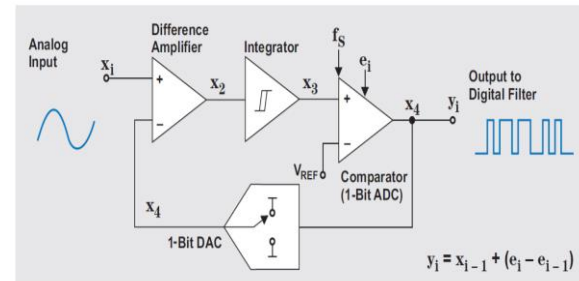 Analog
Input
xi
Difference
Amplifier
+
−
x2
Integrator
x3
fS
ei
+
−
VREF
Comparator
(1-Bit ADC)
x4
yi
Output to
Digital Filter
x4
1-Bit DAC
yi = xi − 1 + (ei − ei − 1)